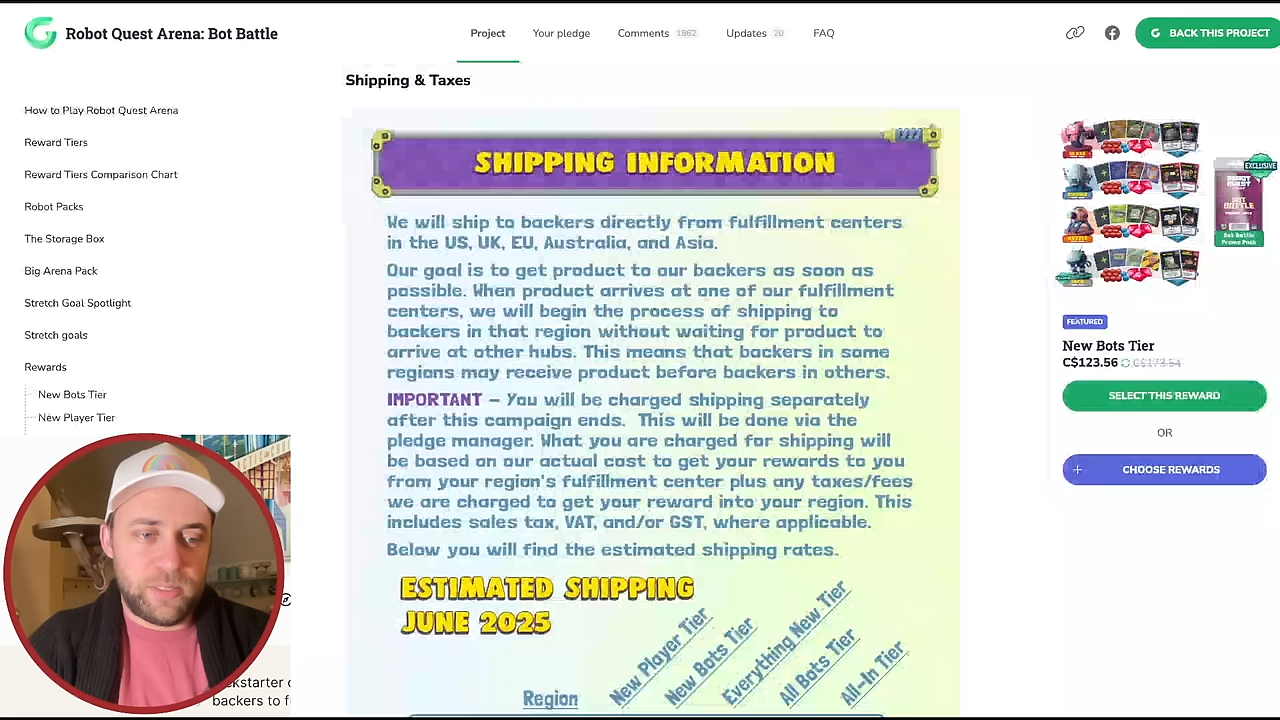 Robot Quest Arena: Bot Battle
Project
Your pledge
Comments 1862
Updates 20
FAQ
BACK THIS PROJECT
How to Play Robot Quest Arena
Reward Tiers
Reward Tiers Comparison Chart
Robot Packs
The Storage Box
Big Arena Pack
Stretch Goal Spotlight
Stretch goals
Rewards
New Bots Tier
New Player Tier
Shipping & Taxes
SHIPPING INFORMATION
We will ship to backers directly from fulfillment centers
in the US, UK, EU, Australia, and Asia.
Our goal is to get product to our backers as soon as
possible. When product arrives at one of our fulfillment
centers, we will begin the process of shipping to
backers in that region without waiting for product to
arrive at other hubs. This means that backers in some
regions may receive product before backers in others.
IMPORTANT – You will be charged shipping separately
after this campaign ends. This will be done via the
pledge manager. What you are charged for shipping will
be based on our actual cost to get your rewards to you
from your region's fulfillment center plus any taxes/fees
we are charged to get your reward into your region. This
includes sales tax, VAT, and/or GST, where applicable.
Below you will find the estimated shipping rates.
ESTIMATED SHIPPING
JUNE 2025
Region
New Player Tier
New Bots Tier
Everything New Tier
All Bots Tier
All-In Tier
EXCLUSIVE
Bot Battle
Promo Pack
FEATURED
New Bots Tier
C$123.56 C$173.54
SELECT THIS REWARD
OR
CHOOSE REWARDS
backers to f